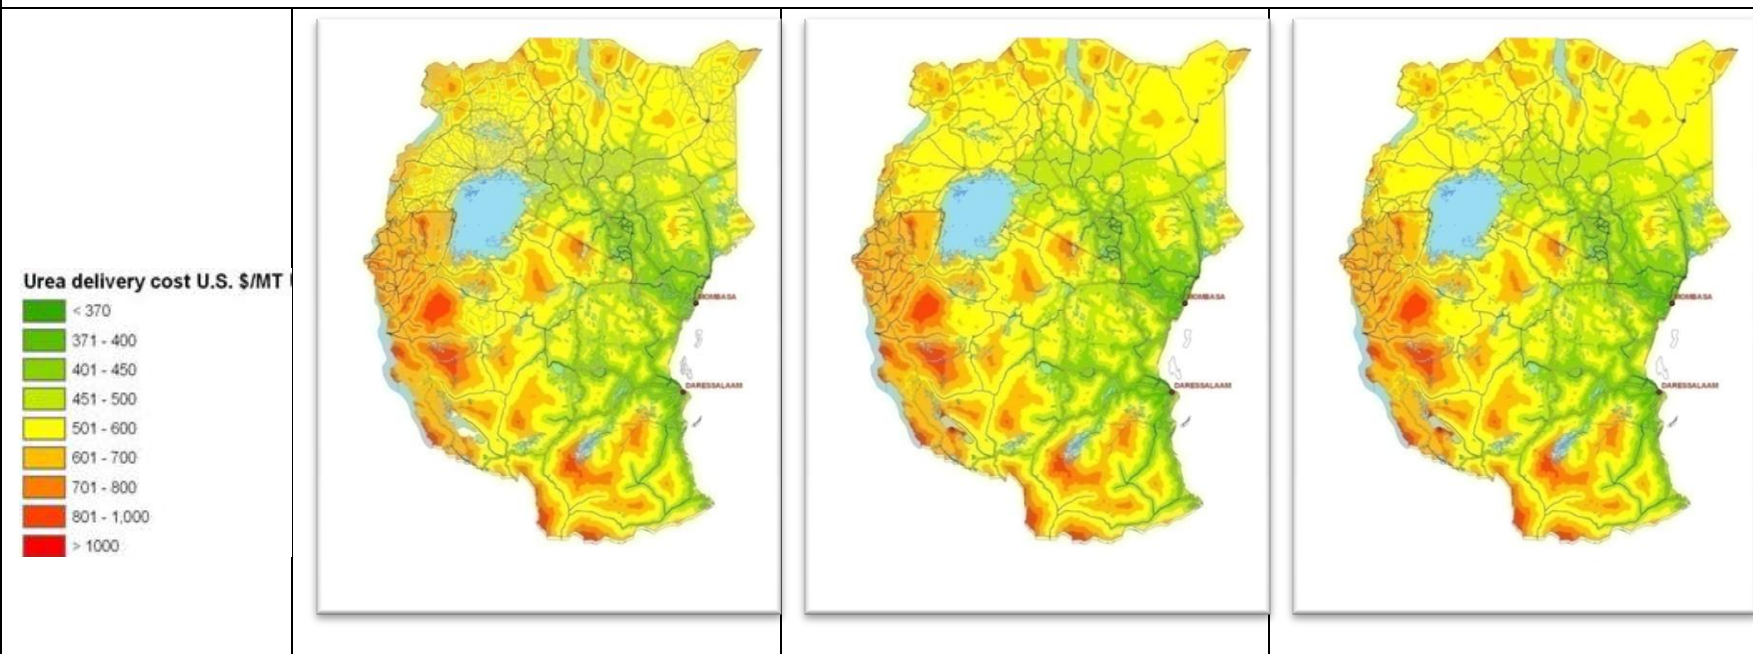 Urea delivery cost U.S. $/MT
< 370
371 - 400
401 - 450
451 - 500
501 - 600
601 - 700
701 - 800
801 - 1,000
> 1000
MOMBASA
DARESSALAAM
MOMBASA
DARESSALAAM
MOMBASA
DARESSALAAM